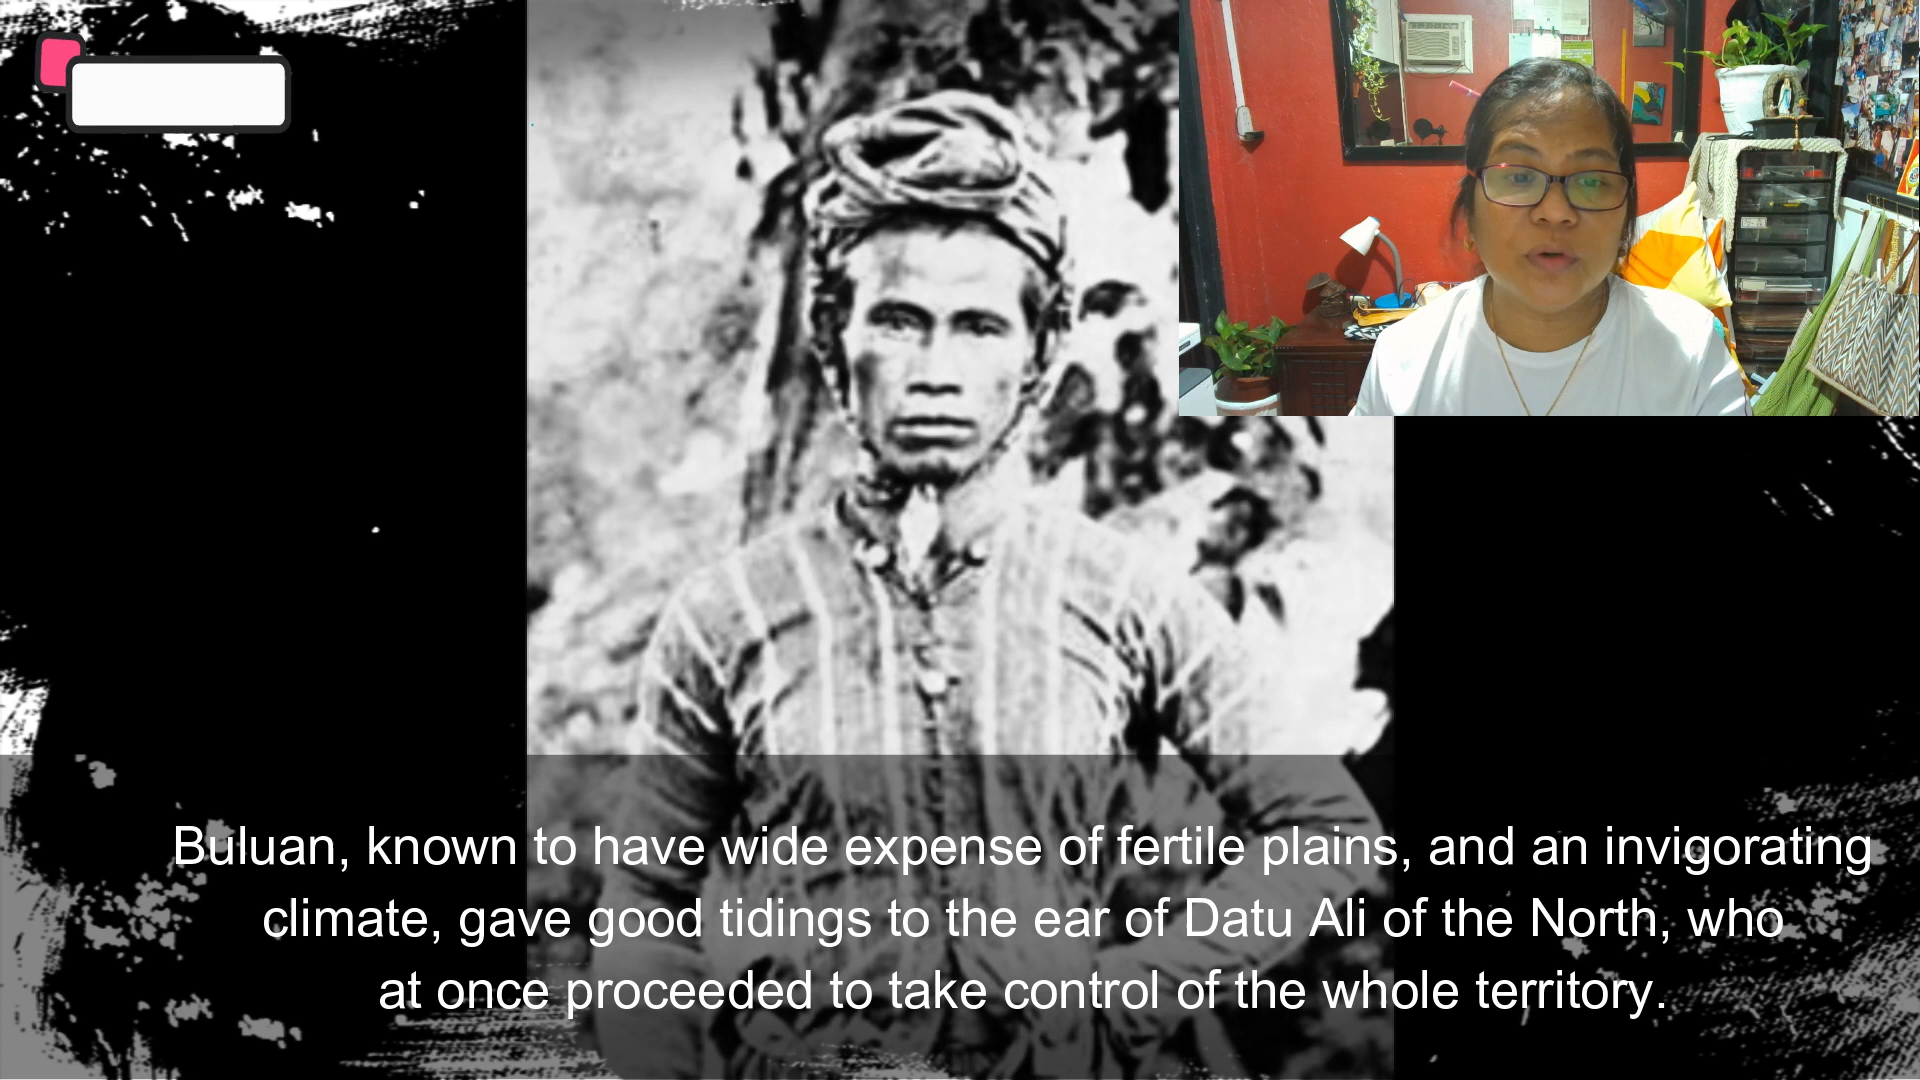 Buluan, known to have wide expense of fertile plains, and an invigorating
climate, gave good tidings to the ear of Datu Ali of the North, who
at once proceeded to take control of the whole territory.